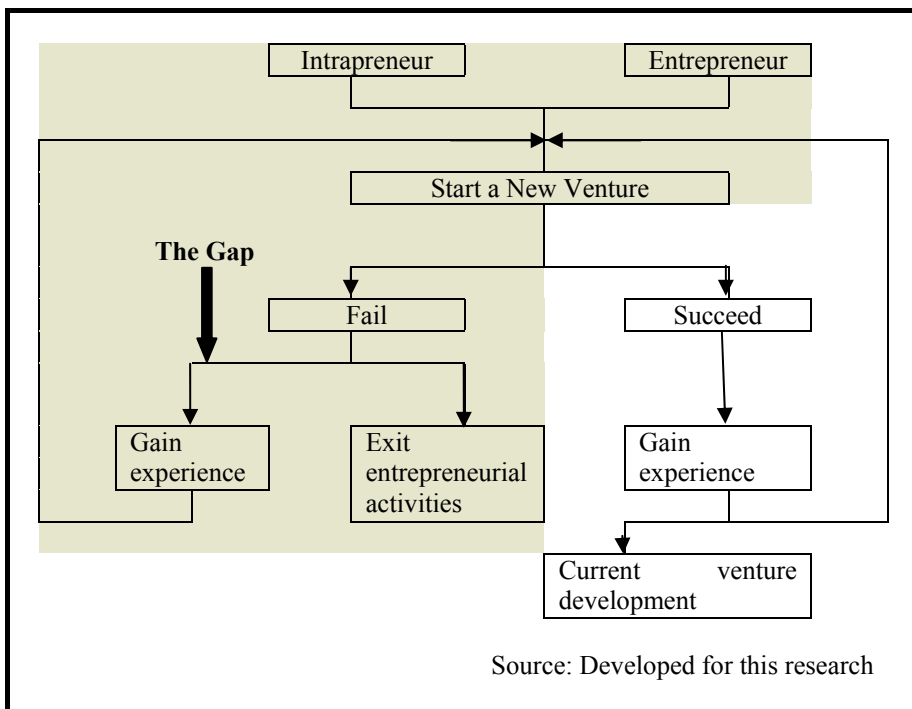 Intrapreneur
Entrepreneur
Start a New Venture
The Gap
Fail
Succeed
Gain
experience
Exit
entrepreneurial
activities
Gain
experience
Current venture
development
Source: Developed for this research